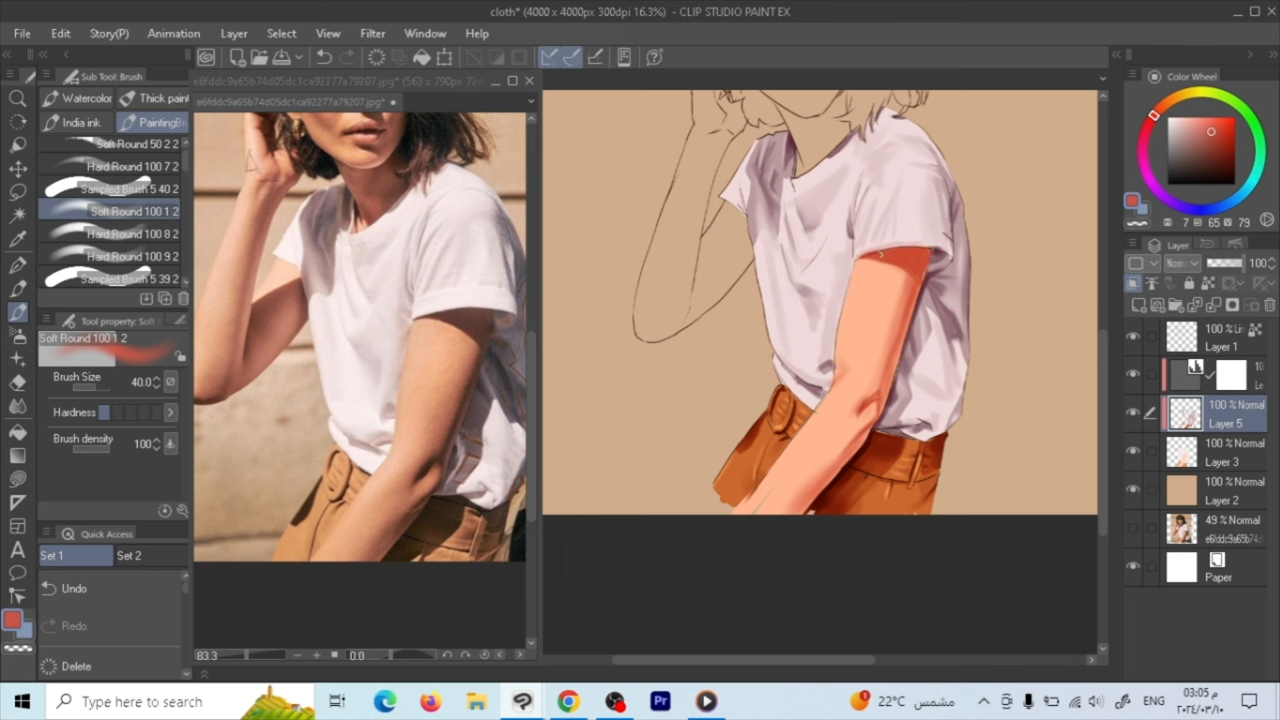 cloth* (4000 x 4000px 300dpi 16.3%) - CLIP STUDIO PAINT EX
File Edit Story(P) Animation Layer Select View Filter Window Help
Sub Tool: Brush
Watercolor Thick paint
India ink
Soft Round 50 2 2
Hard Round 100 7 2
Sampled Brush 5 40 2
Soft Round 100 1 2
Hard Round 100 8 2
Hard Round 100 9 2
Sampled Brush 5 39 2
Tool property: Soft
Soft Round 100 1 2
Brush Size 40.0
Hardness
Brush density 100
Quick Access
Set 1 Set 2
Undo
Redo
Delete
83.3 0.0
Color Wheel
H 7 S 65 V 79
Layer
100
Layer 1
100 % Normal
Layer 5
100 % Normal
Layer 3
100 % Normal
Layer 2
49 % Normal
Paper
Type here to search
Pr
1
22°C مشمس
ENG
03:05 م